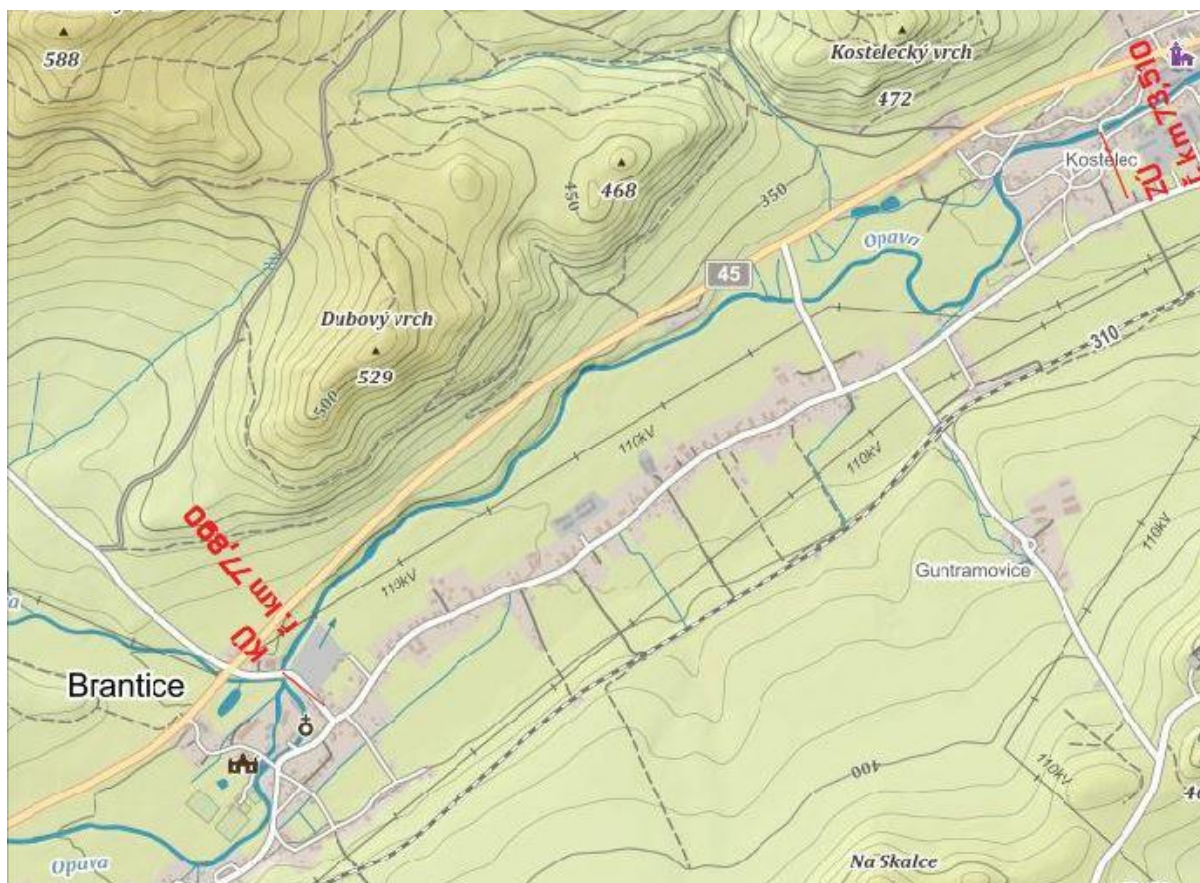 588
Kostelecký vrch
472
ZÚ
ř. km 73,510
Kostelec
468
450
350
Opava
45
Dubový vrch
529
500
310
110kV
110kV
110kV
110kV
Guntramovice
KÚ
ř. km 77,800
Brantice
400
110kV
Opava
Na Skalce